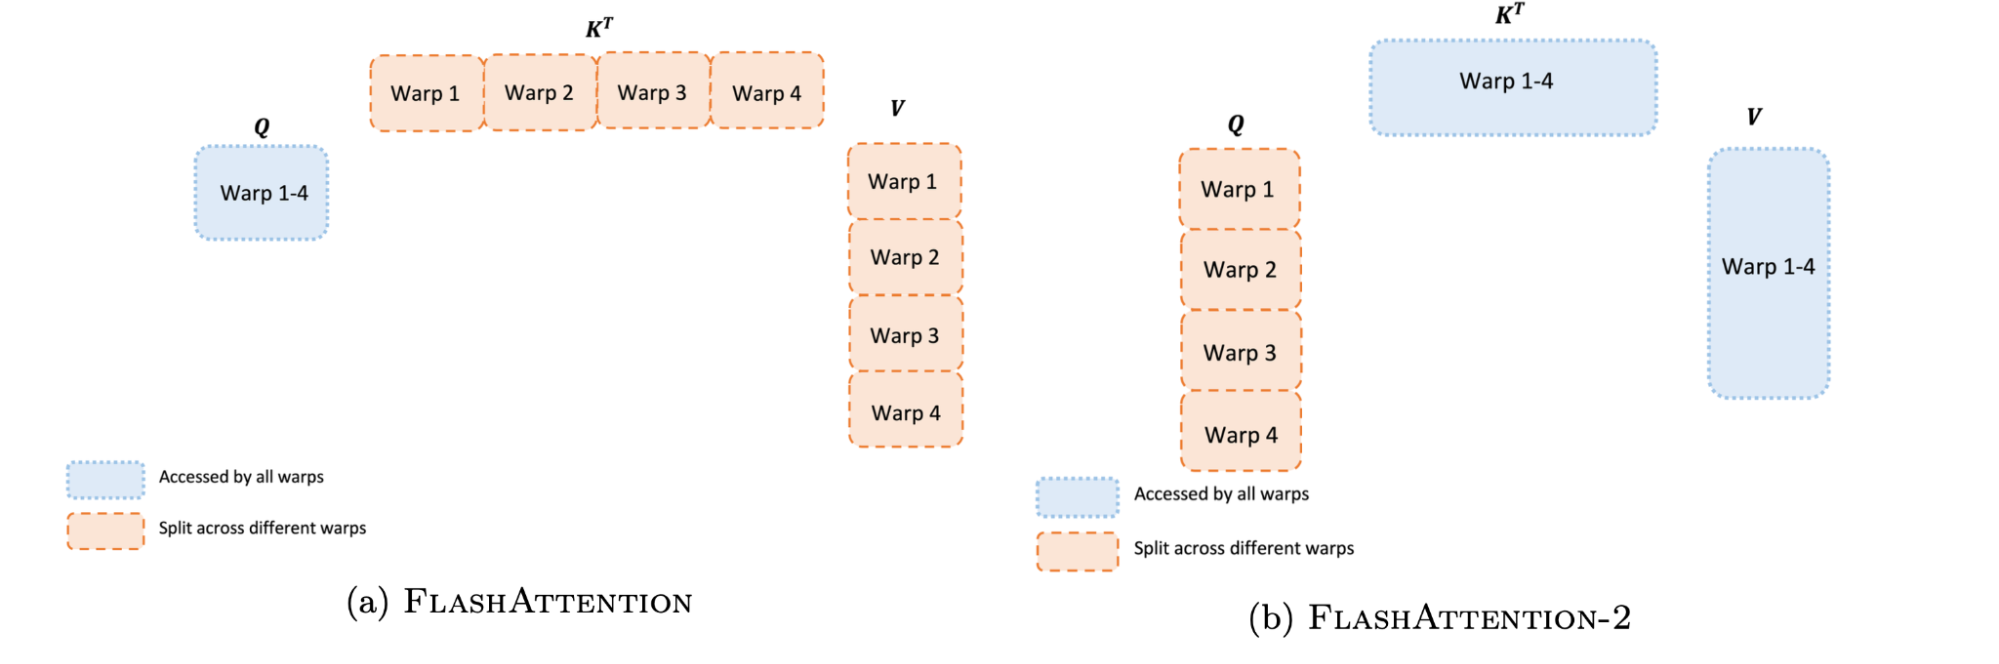 K^T
Warp 1 Warp 2 Warp 3 Warp 4
Q
Warp 1-4
V
Warp 1
Warp 2
Warp 3
Warp 4
Accessed by all warps
Split across different warps
(a) FLASHATTENTION
K^T
Warp 1-4
Q
Warp 1
Warp 2
Warp 3
Warp 4
V
Warp 1-4
Accessed by all warps
Split across different warps
(b) FLASHATTENTION-2